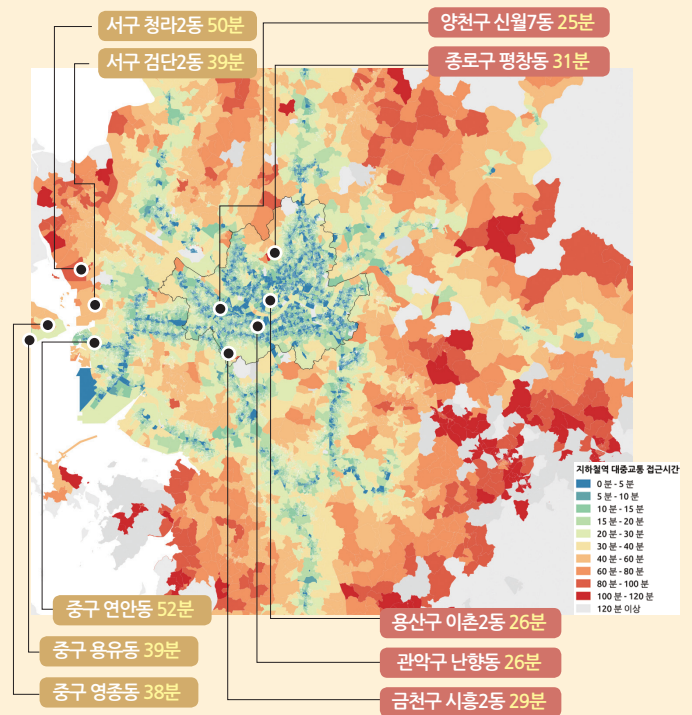 서구 청라2동 50분
서구 검단2동 39분
양천구 신월7동 25분
종로구 평창동 31분
지하철역 대중교통 접근시간
0 분 - 5 분
5 분 - 10 분
10 분 - 15 분
15 분 - 20 분
20 분 - 30 분
30 분 - 40 분
40 분 - 60 분
60 분 - 80 분
80 분 - 100 분
100 분 - 120 분
120 분 이상
중구 연안동 52분
중구 용유동 39분
중구 영종동 38분
용산구 이촌2동 26분
관악구 난향동 26분
금천구 시흥2동 29분